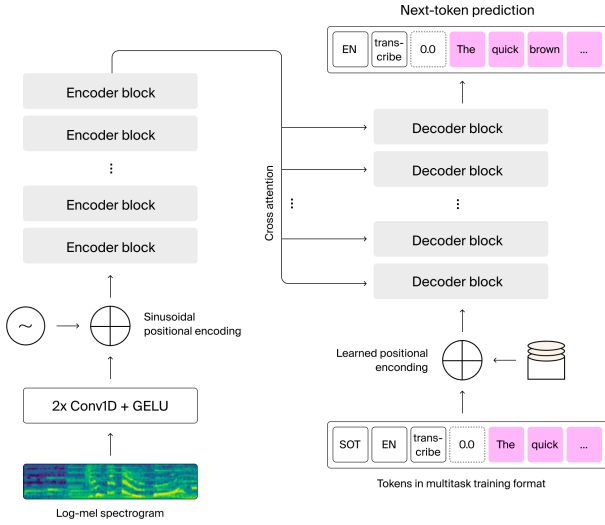 Next-token prediction
EN
trans-
cribe
0.0
The
quick
brown
...
Encoder block
Encoder block
...
Encoder block
Encoder block
Cross attention
...
Decoder block
Decoder block
...
Decoder block
Decoder block
~
Sinusoidal
positional encoding
Learned positional
enconding
2x Conv1D + GELU
SOT
EN
trans-
cribe
0.0
The
quick
...
Log-mel spectrogram
Tokens in multitask training format